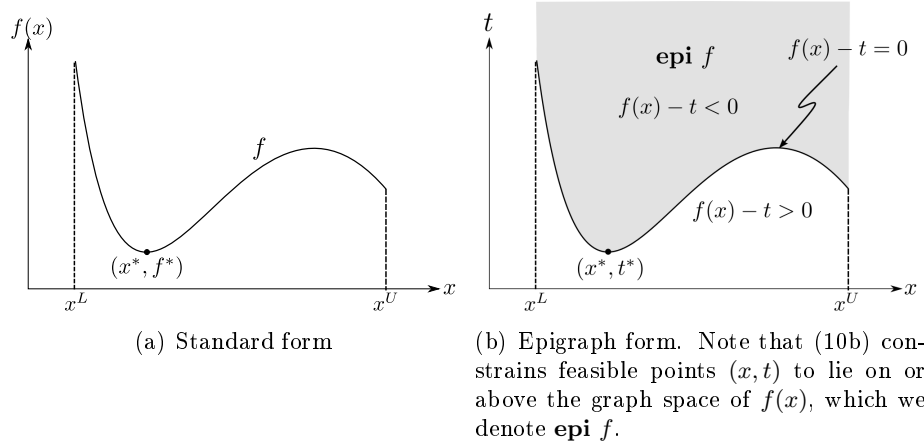 f(x)
f
(x*, f*)
x^L
x^U
x
(a) Standard form
t
epi f
f(x) − t = 0
f(x) − t < 0
f(x) − t > 0
(x*, t*)
x^L
x^U
x
(b) Epigraph form. Note that (10b) con-
strains feasible points (x, t) to lie on or
above the graph space of f(x), which we
denote epi f.